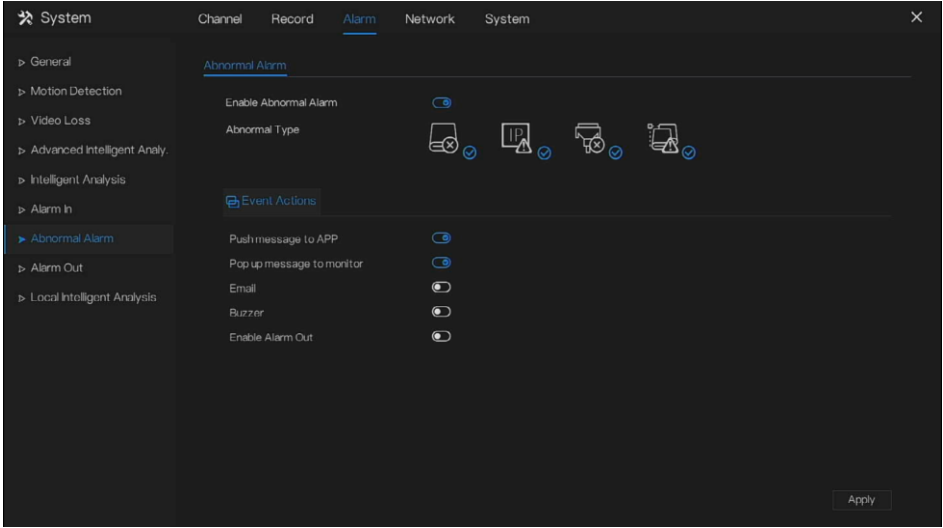 System
Channel Record Alarm Network System
General
Motion Detection
Video Loss
Advanced Intelligent Analy.
Intelligent Analysis
Alarm In
Abnormal Alarm
Alarm Out
Local Intelligent Analysis
Abnormal Alarm
Enable Abnormal Alarm
Abnormal Type
IP
Event Actions
Push message to APP
Pop up message to monitor
Email
Buzzer
Enable Alarm Out
Apply